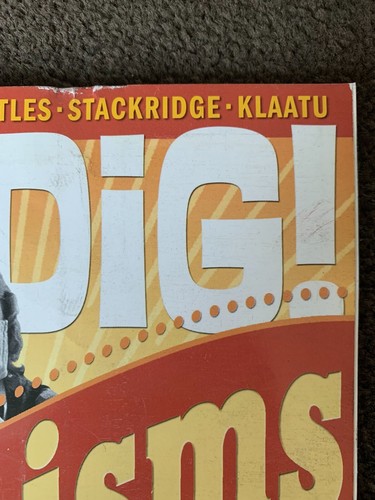 TLES · STACKRIDGE · KLAATU
DiG!
isms